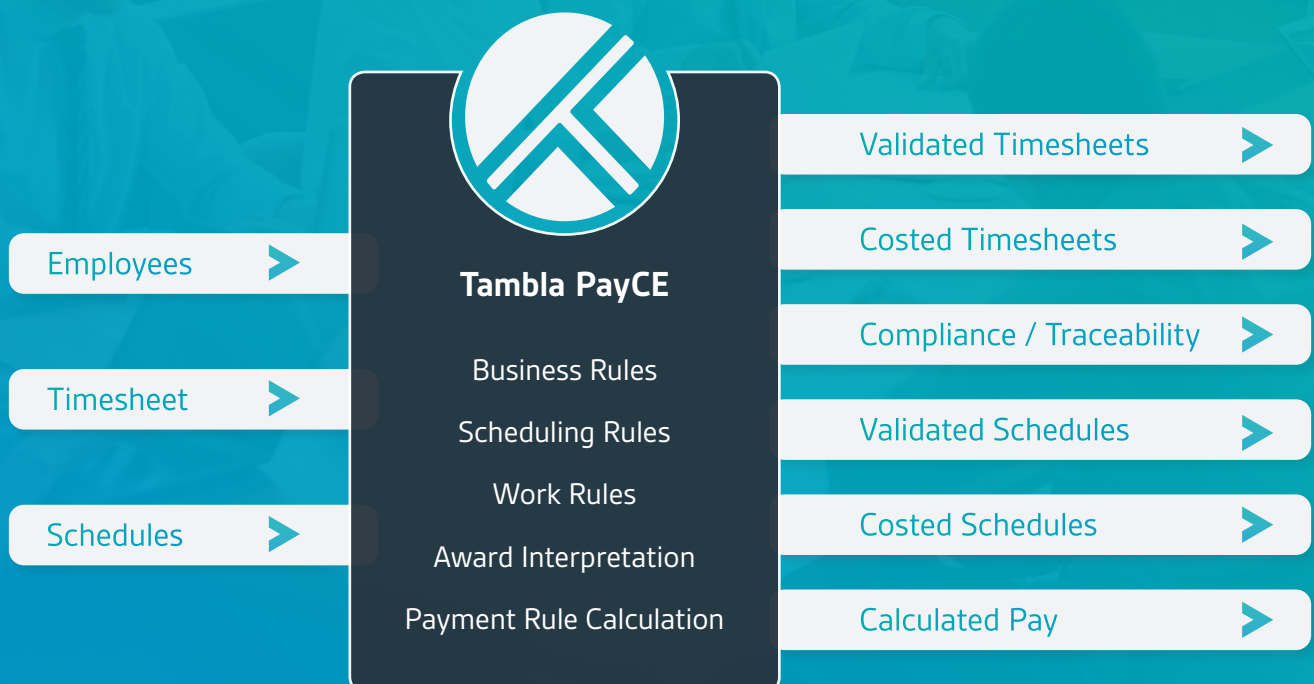 Employees
Timesheet
Schedules
Tambla PayCE
Business Rules
Scheduling Rules
Work Rules
Award Interpretation
Payment Rule Calculation
Validated Timesheets
Costed Timesheets
Compliance / Traceability
Validated Schedules
Costed Schedules
Calculated Pay